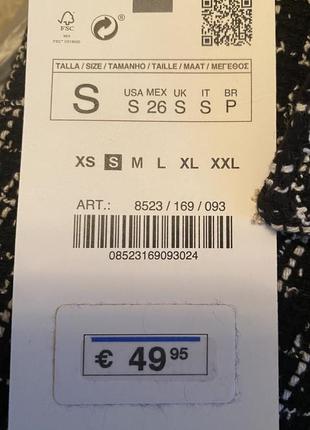 FSC
MIX
TALLA / SIZE / TAMANHO / TAILLE / MAAT / ΜΕΓΕΘΟΣ
S USA MEX UK IT BR
S 26 S S P
XS S M L XL XXL
ART.: 8523 / 169 / 093
08523169093024
€ 49 95